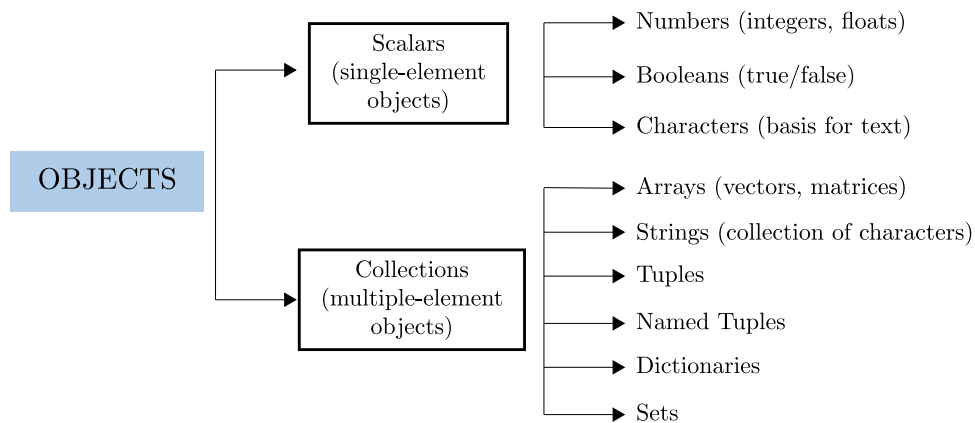 OBJECTS
Scalars
(single-element
objects)
Numbers (integers, floats)
Booleans (true/false)
Characters (basis for text)
Collections
(multiple-element
objects)
Arrays (vectors, matrices)
Strings (collection of characters)
Tuples
Named Tuples
Dictionaries
Sets